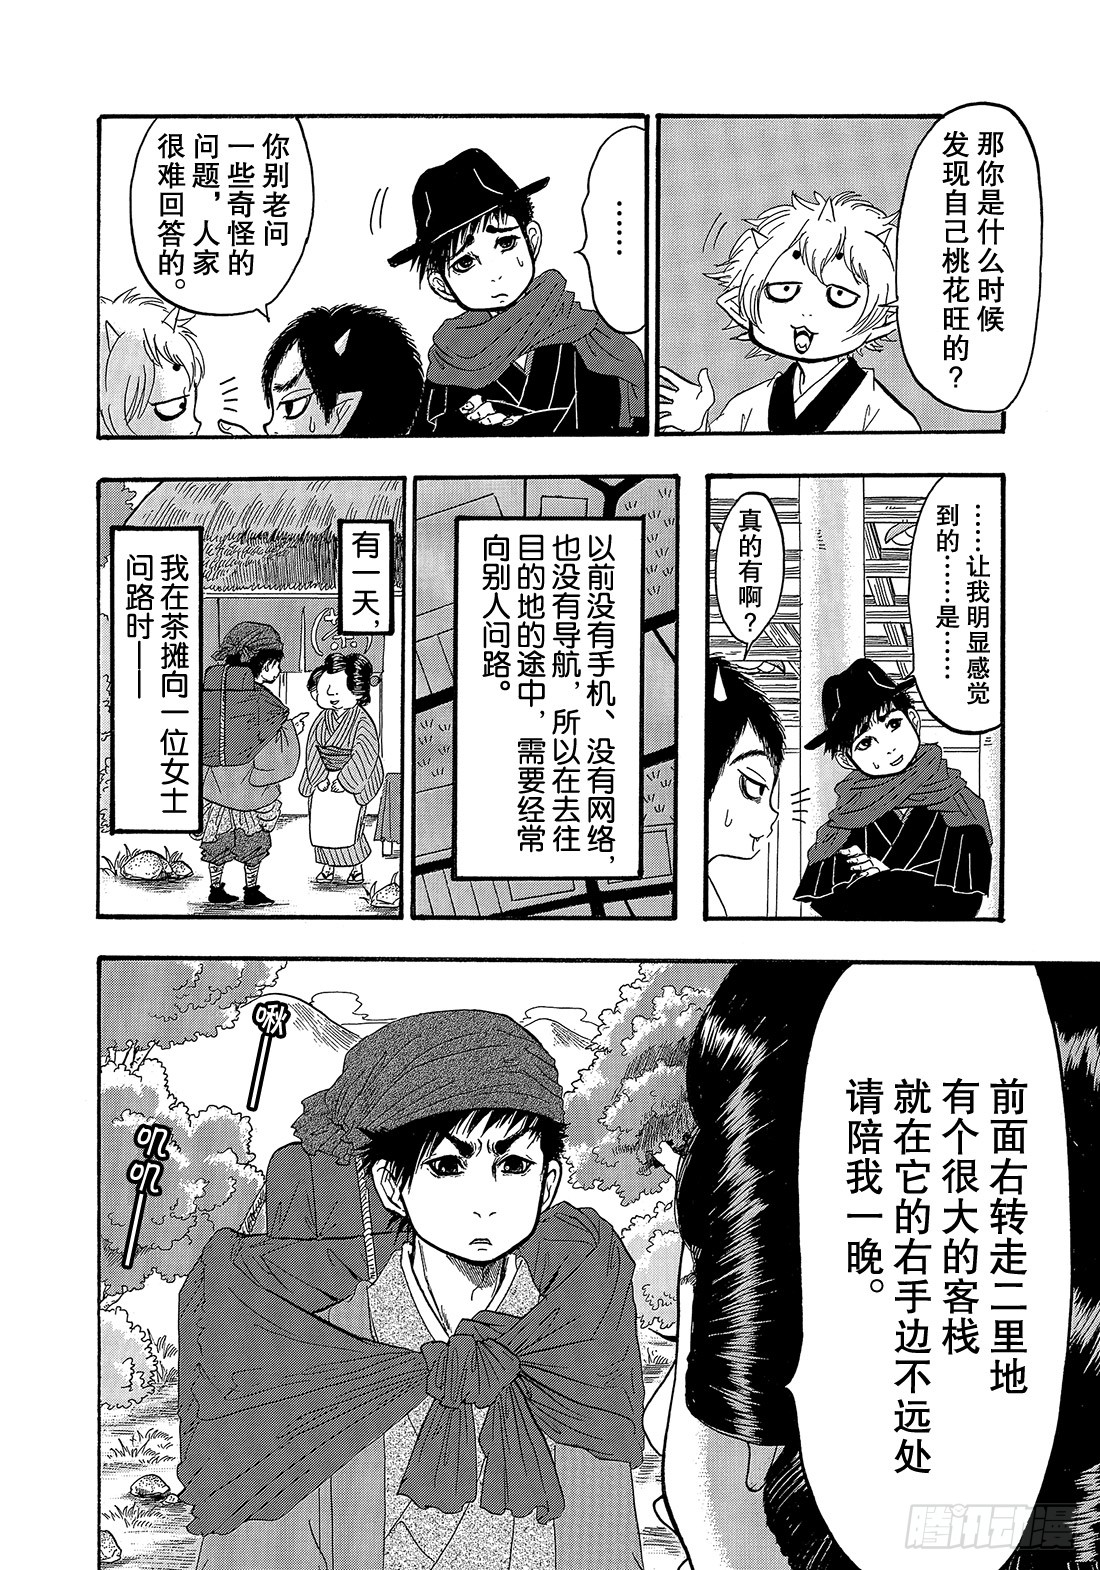 那你是什么时候
发现自己桃花旺的？
……
你别老问
一些奇怪的
问题，人家
很难回答的。
……让我明显感觉
到的……是……
真的有啊？
以前没有手机、没有网络，
也没有导航，所以在去往
目的地的途中，需要经常
向别人问路。
有一天，
我在茶摊向一位女士
问路时——
茶
前面右转走二里地
有个很大的客栈
就在它的右手边不远处
请陪我一晚。
啾——
叽叽——
腾讯动漫